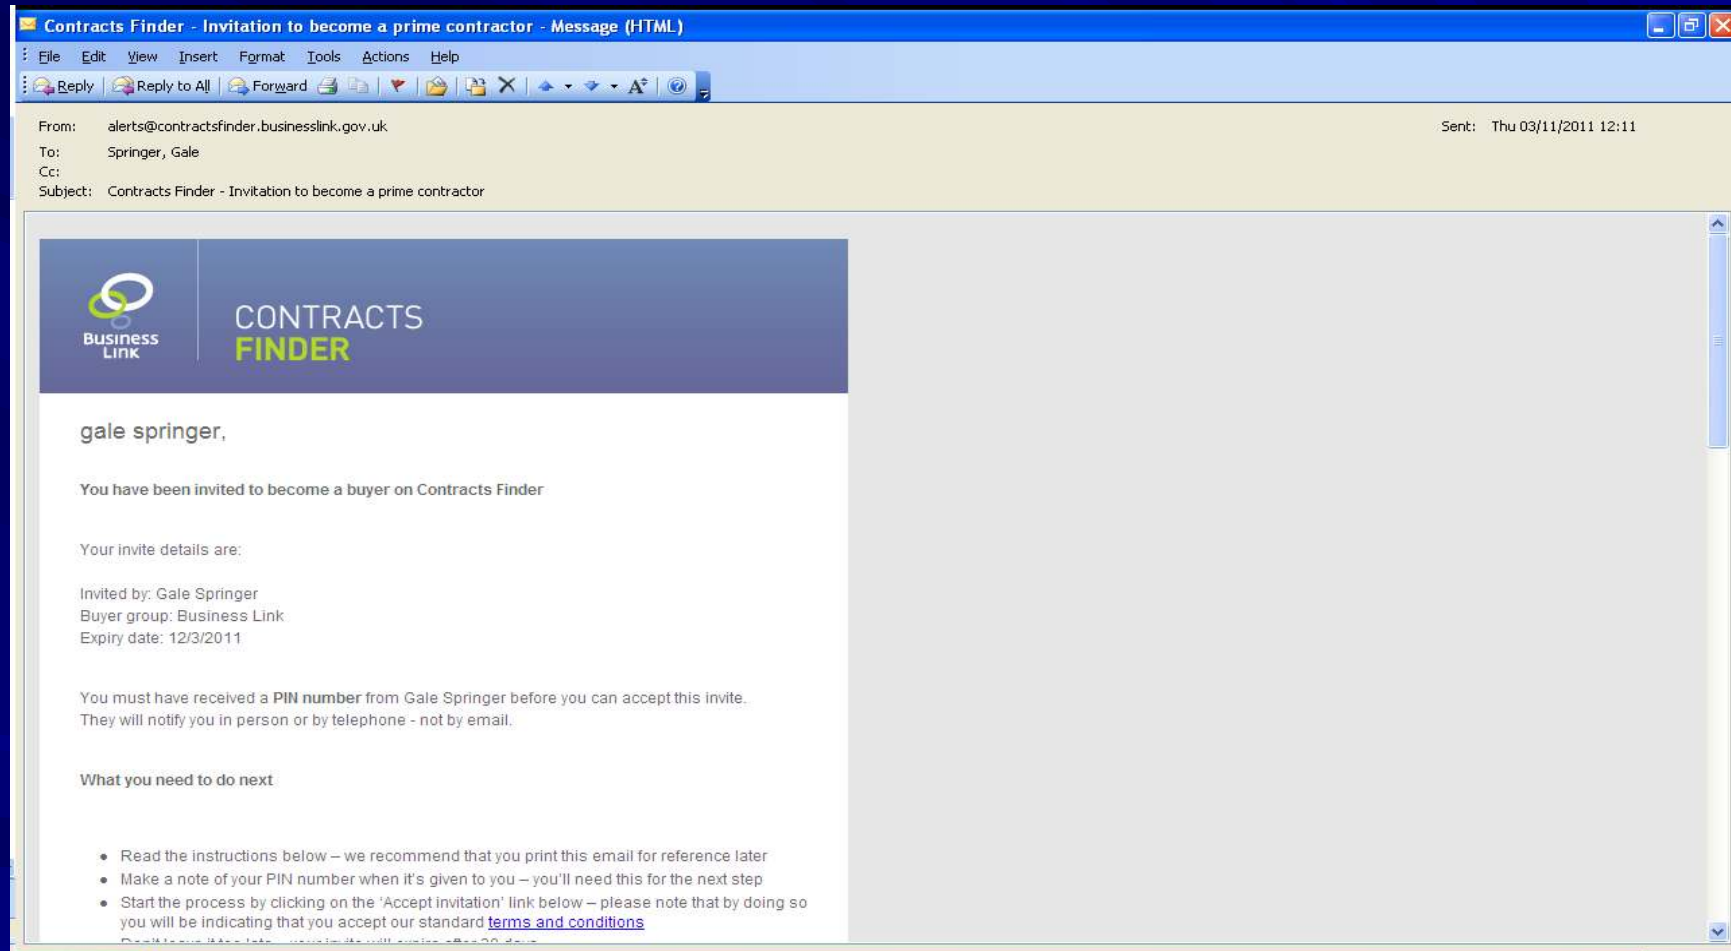 Contracts Finder - Invitation to become a prime contractor - Message (HTML)
File Edit View Insert Format Tools Actions Help
Reply Reply to All Forward
From: alerts@contractsfinder.businesslink.gov.uk Sent: Thu 03/11/2011 12:11
To: Springer, Gale
Cc:
Subject: Contracts Finder - Invitation to become a prime contractor
Business
Link
CONTRACTS
FINDER
gale springer,
You have been invited to become a buyer on Contracts Finder
Your invite details are:
Invited by: Gale Springer
Buyer group: Business Link
Expiry date: 12/3/2011
You must have received a PIN number from Gale Springer before you can accept this invite.
They will notify you in person or by telephone - not by email.
What you need to do next
• Read the instructions below – we recommend that you print this email for reference later
• Make a note of your PIN number when it's given to you – you'll need this for the next step
• Start the process by clicking on the 'Accept invitation' link below – please note that by doing so
you will be indicating that you accept our standard terms and conditions